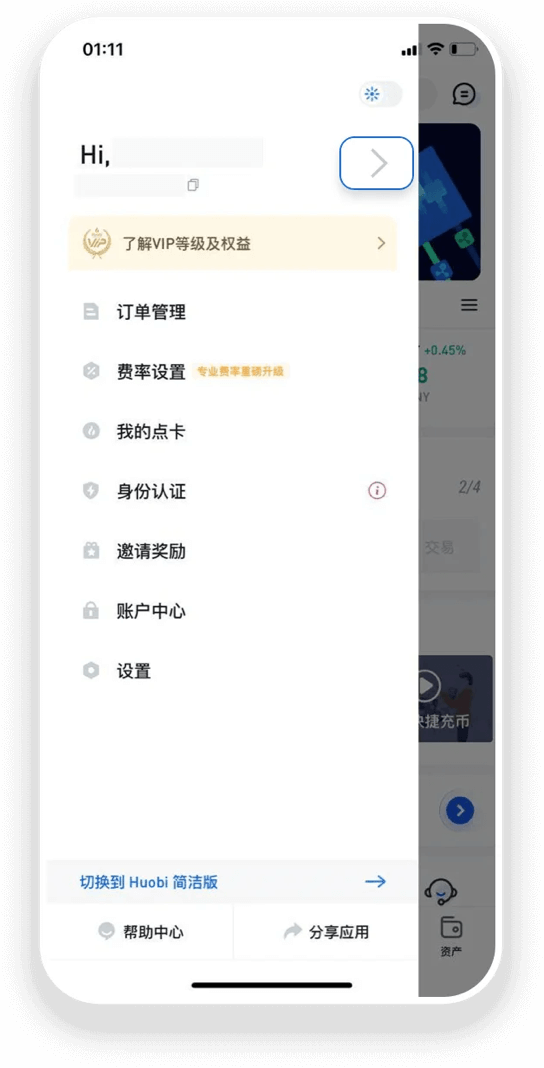 01:11
Hi,
VIP
了解VIP等级及权益
订单管理
费率设置 专业费率重磅升级
我的点卡
身份认证
邀请奖励
账户中心
设置
切换到 Huobi 简洁版
帮助中心
分享应用
+0.45%
8
NY
2/4
交易
快捷充币
资产